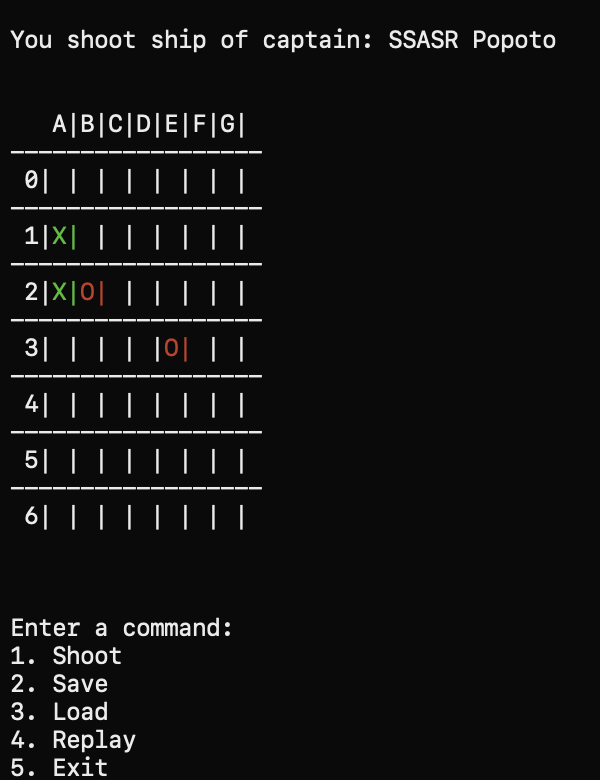 You shoot ship of captain: SSASR Popoto
A|B|C|D|E|F|G|
------------------
0| | | | | | | |
------------------
1|X| | | | | | |
------------------
2|X|O| | | | | |
------------------
3| | | | |O| | |
------------------
4| | | | | | | |
------------------
5| | | | | | | |
------------------
6| | | | | | | |
Enter a command:
1. Shoot
2. Save
3. Load
4. Replay
5. Exit